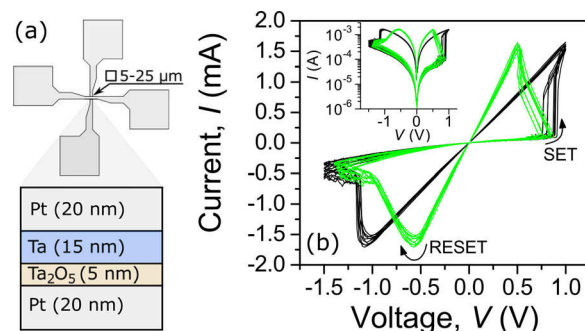 (a)
□5-25 μm
Pt (20 nm)
Ta (15 nm)
Ta₂O₅ (5 nm)
Pt (20 nm)
Current, I (mA)
2.0
1.5
1.0
0.5
0.0
-0.5
-1.0
-1.5
-2.0
I (A)
10⁻³
10⁻⁴
10⁻⁵
10⁻⁶
-1 0 1
V (V)
SET
(b)
RESET
-1.5 -1.0 -0.5 0.0 0.5 1.0
Voltage, V (V)